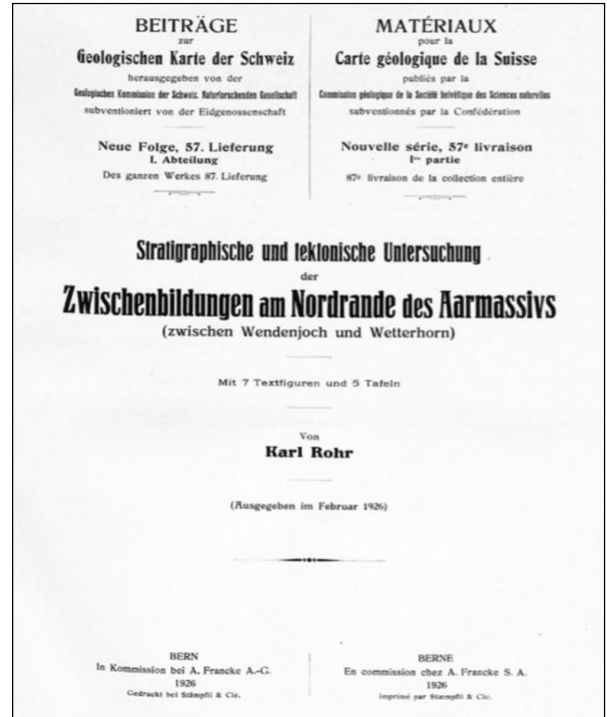 BEITRÄGE
zur
Geologischen Karte der Schweiz
herausgegeben von der
Geologischen Kommission der Schweiz. Naturforschenden Gesellschaft
subventioniert von der Eidgenossenschaft
Neue Folge, 57. Lieferung
I. Abteilung
Des ganzen Werkes 87. Lieferung
MATÉRIAUX
pour la
Carte géologique de la Suisse
publiés par la
Commission géologique de la Société helvétique des Sciences naturelles
subventionnés par la Confédération
Nouvelle série, 57e livraison
Ire partie
87e livraison de la collection entière
Stratigraphische und tektonische Untersuchung
der
Zwischenbildungen am Nordrande des Aarmassivs
(zwischen Wendenjoch und Wetterhorn)
Mit 7 Textfiguren und 5 Tafeln
Von
Karl Rohr
(Ausgegeben im Februar 1926)
BERN
In Kommission bei A. Francke A.-G.
1926
Gedruckt bei Stämpfli & Cie.
BERNE
En commission chez A. Francke S. A.
1926
Imprimé par Stæmpfli & Cie.